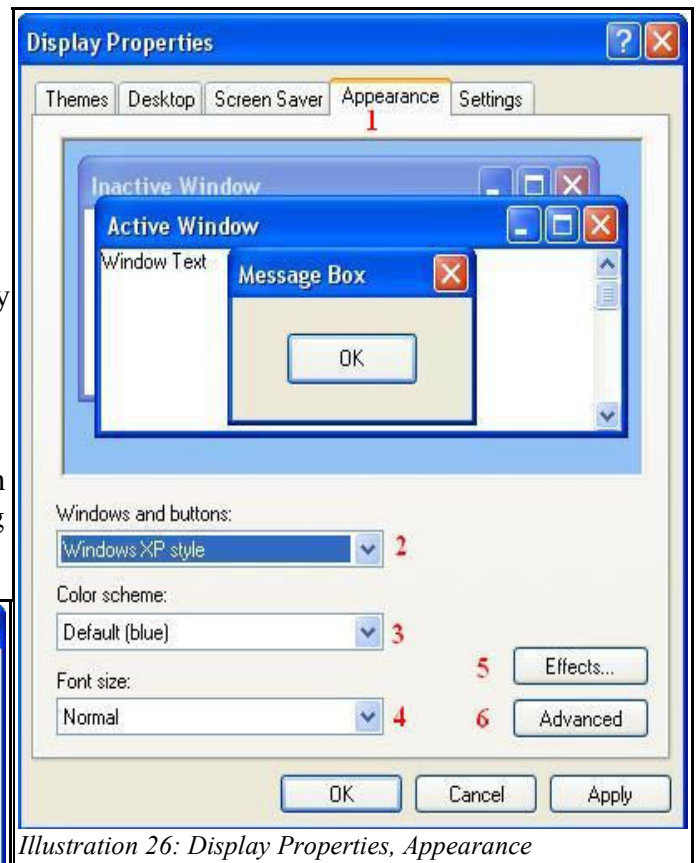 Display Properties
Themes Desktop Screen Saver Appearance Settings
1
Inactive Window
Active Window
Window Text
Message Box
OK
Windows and buttons:
Windows XP style 2
Color scheme:
Default (blue) 3
5 Effects...
Font size:
Normal 4
6 Advanced
OK Cancel Apply
Illustration 26: Display Properties, Appearance